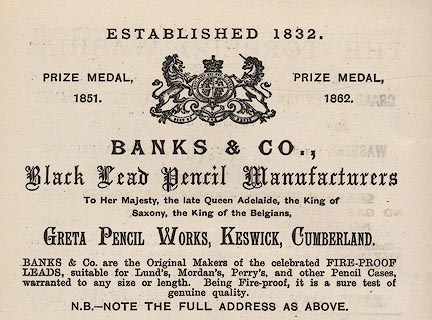 ESTABLISHED 1832.
PRIZE MEDAL,
1851.
PRIZE MEDAL,
1862.
BANKS & CO.,
Black Lead Pencil Manufacturers
To Her Majesty, the late Queen Adelaide, the King of
Saxony, the King of the Belgians,
GRETA PENCIL WORKS, KESWICK, CUMBERLAND.
BANKS & Co. are the Original Makers of the celebrated FIRE-PROOF
LEADS, suitable for Lund's, Mordan's, Perry's, and other Pencil Cases,
warranted to any size or length. Being Fire-proof, it is a sure test of
genuine quality.
N.B.—NOTE THE FULL ADDRESS AS ABOVE.